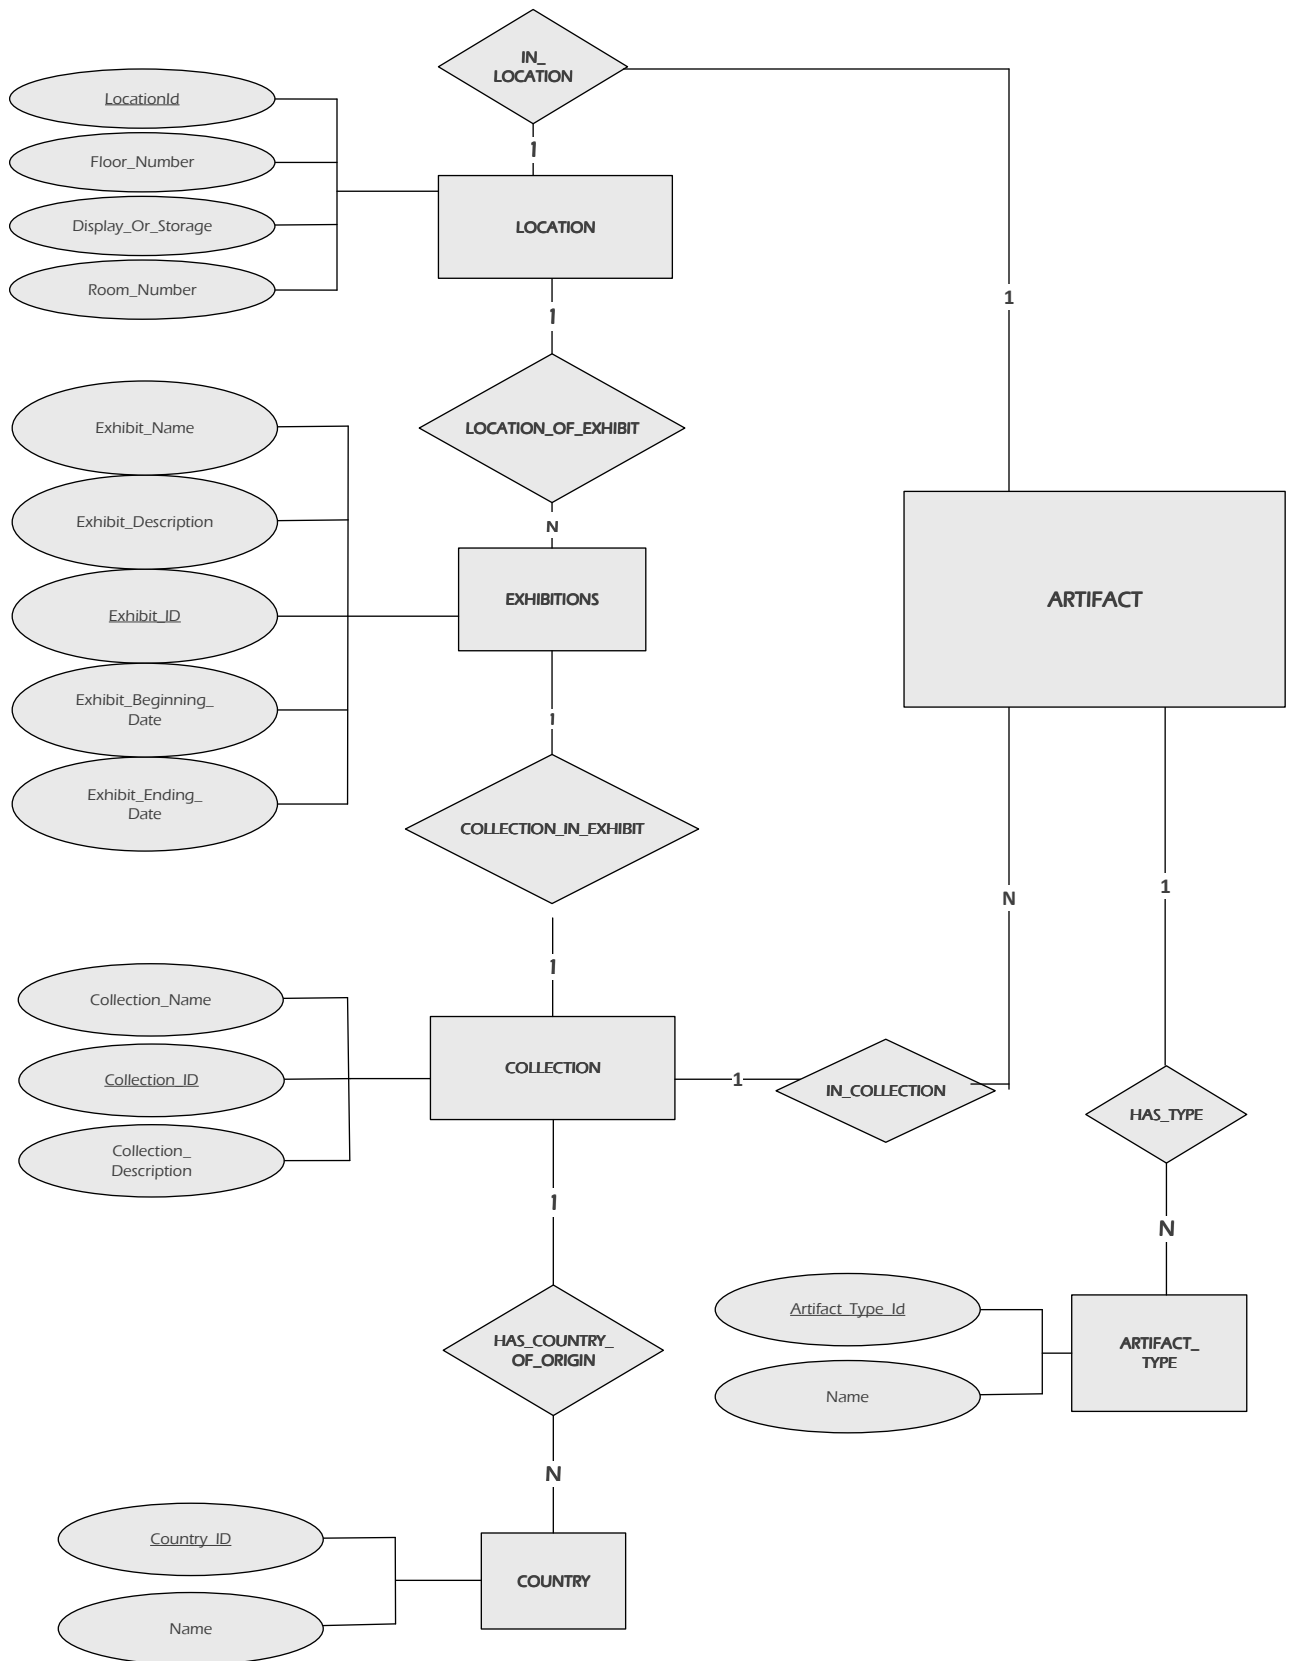 IN_
LOCATION
LocationId
1
Floor_Number
Display_Or_Storage
LOCATION
Room_Number
1
1
Exhibit_Name
LOCATION_OF_EXHIBIT
Exhibit_Description
N
EXHIBITIONS
ARTIFACT
Exhibit_ID
Exhibit_Beginning_
Date
1
Exhibit_Ending_
Date
COLLECTION_IN_EXHIBIT
1
N
1
Collection_Name
COLLECTION
Collection_ID
1
IN_COLLECTION
HAS_TYPE
Collection_
Description
1
N
Artifact_Type_Id
HAS_COUNTRY_
OF_ORIGIN
ARTIFACT_
TYPE
Name
N
Country_ID
COUNTRY
Name